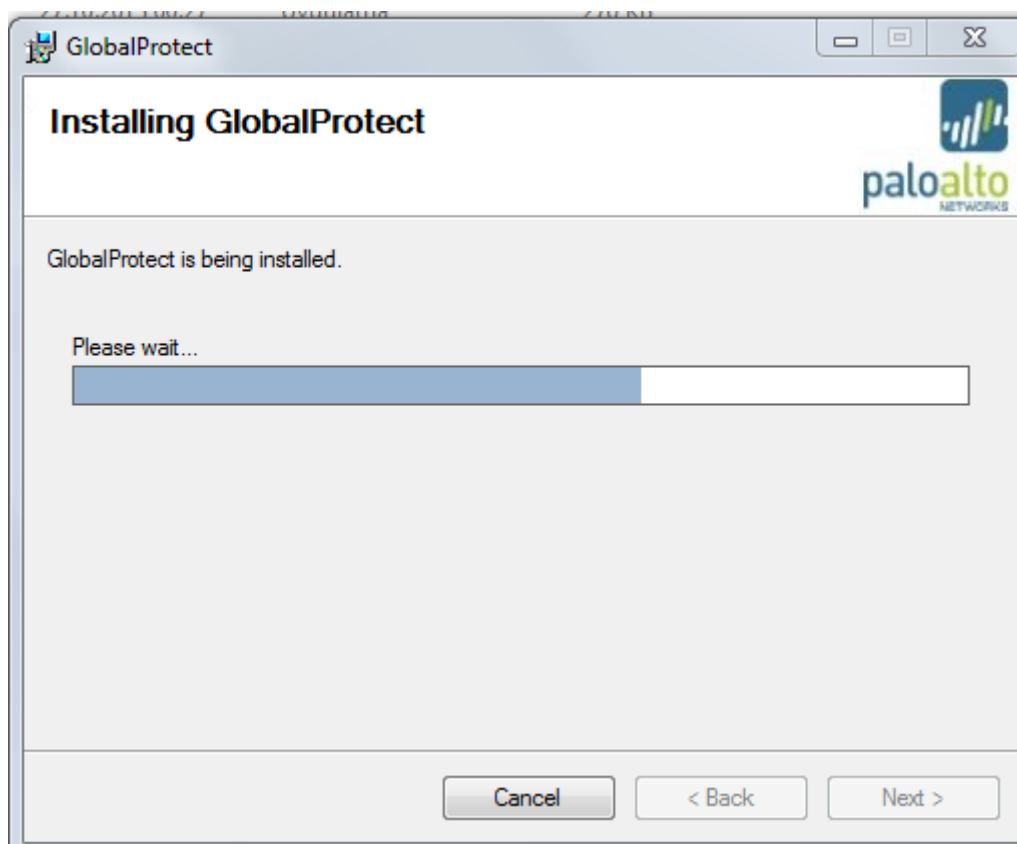 GlobalProtect
Installing GlobalProtect
paloalto
NETWORKS
GlobalProtect is being installed.
Please wait...
Cancel
< Back
Next >